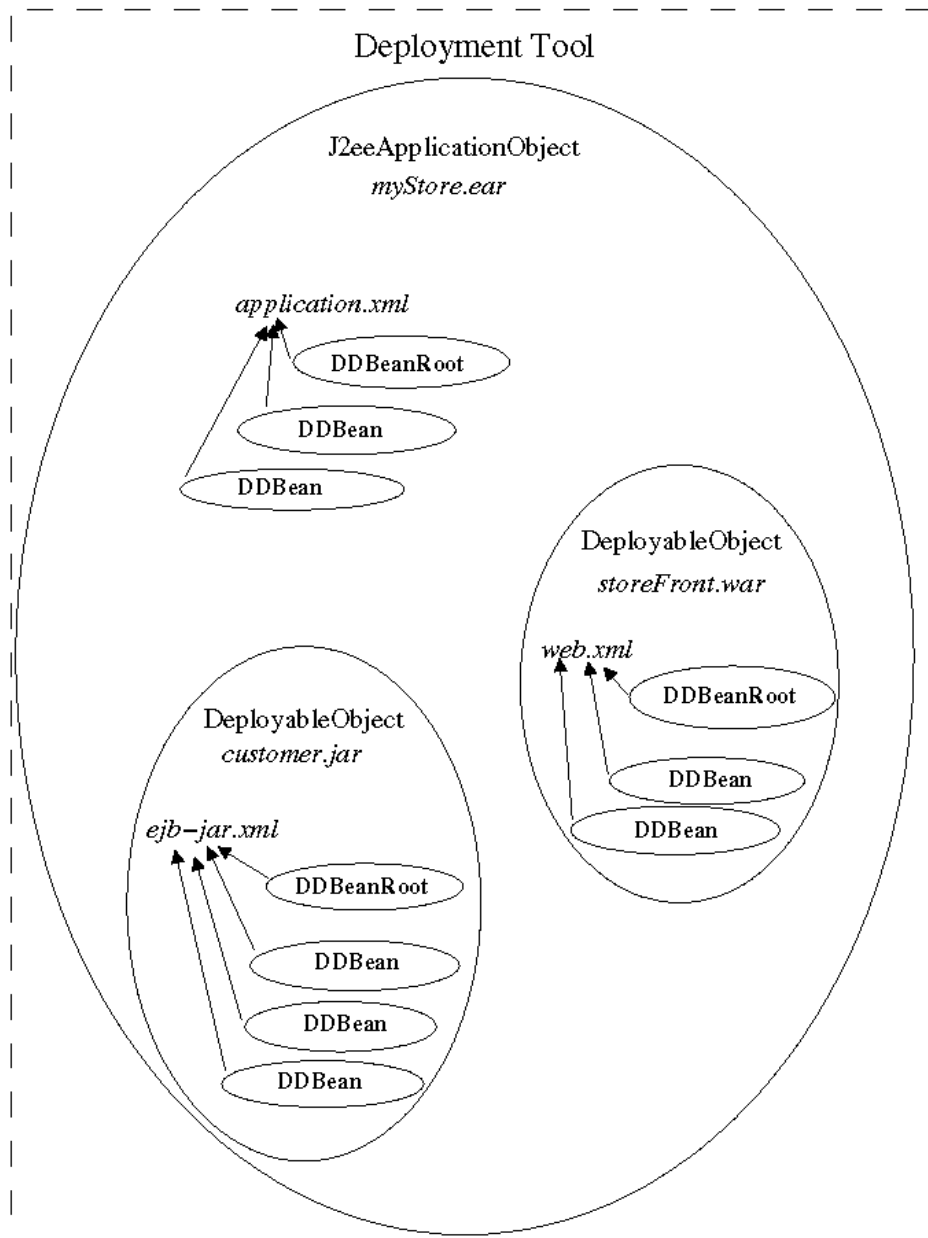 Deployment Tool
J2eeApplicationObject
myStore.ear
application.xml
DDBeanRoot
DDBean
DDBean
DeployableObject
storeFront.war
web.xml
DDBeanRoot
DDBean
DDBean
DeployableObject
customer.jar
ejb-jar.xml
DDBeanRoot
DDBean
DDBean
DDBean